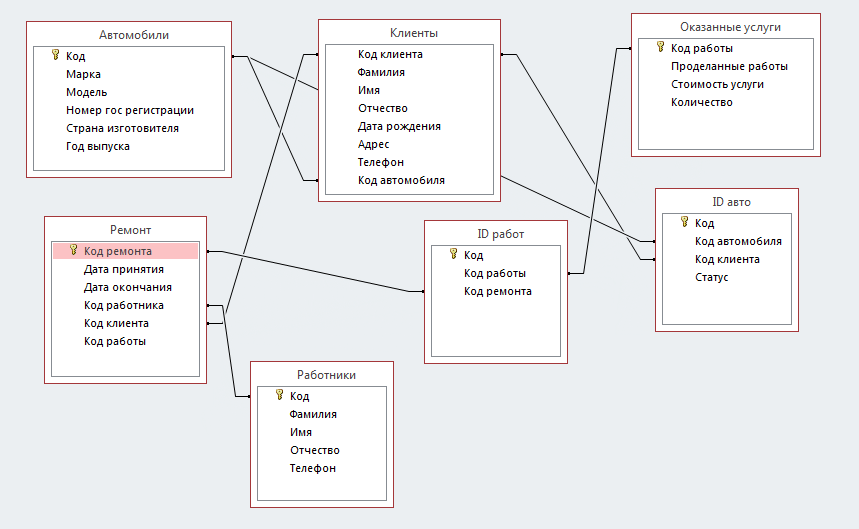 Автомобили
Код
Марка
Модель
Номер гос регистрации
Страна изготовителя
Год выпуска
Клиенты
Код клиента
Фамилия
Имя
Отчество
Дата рождения
Адрес
Телефон
Код автомобиля
Оказанные услуги
Код работы
Проделанные работы
Стоимость услуги
Количество
Ремонт
Код ремонта
Дата принятия
Дата окончания
Код работника
Код клиента
Код работы
ID работ
Код
Код работы
Код ремонта
ID авто
Код
Код автомобиля
Код клиента
Статус
Работники
Код
Фамилия
Имя
Отчество
Телефон